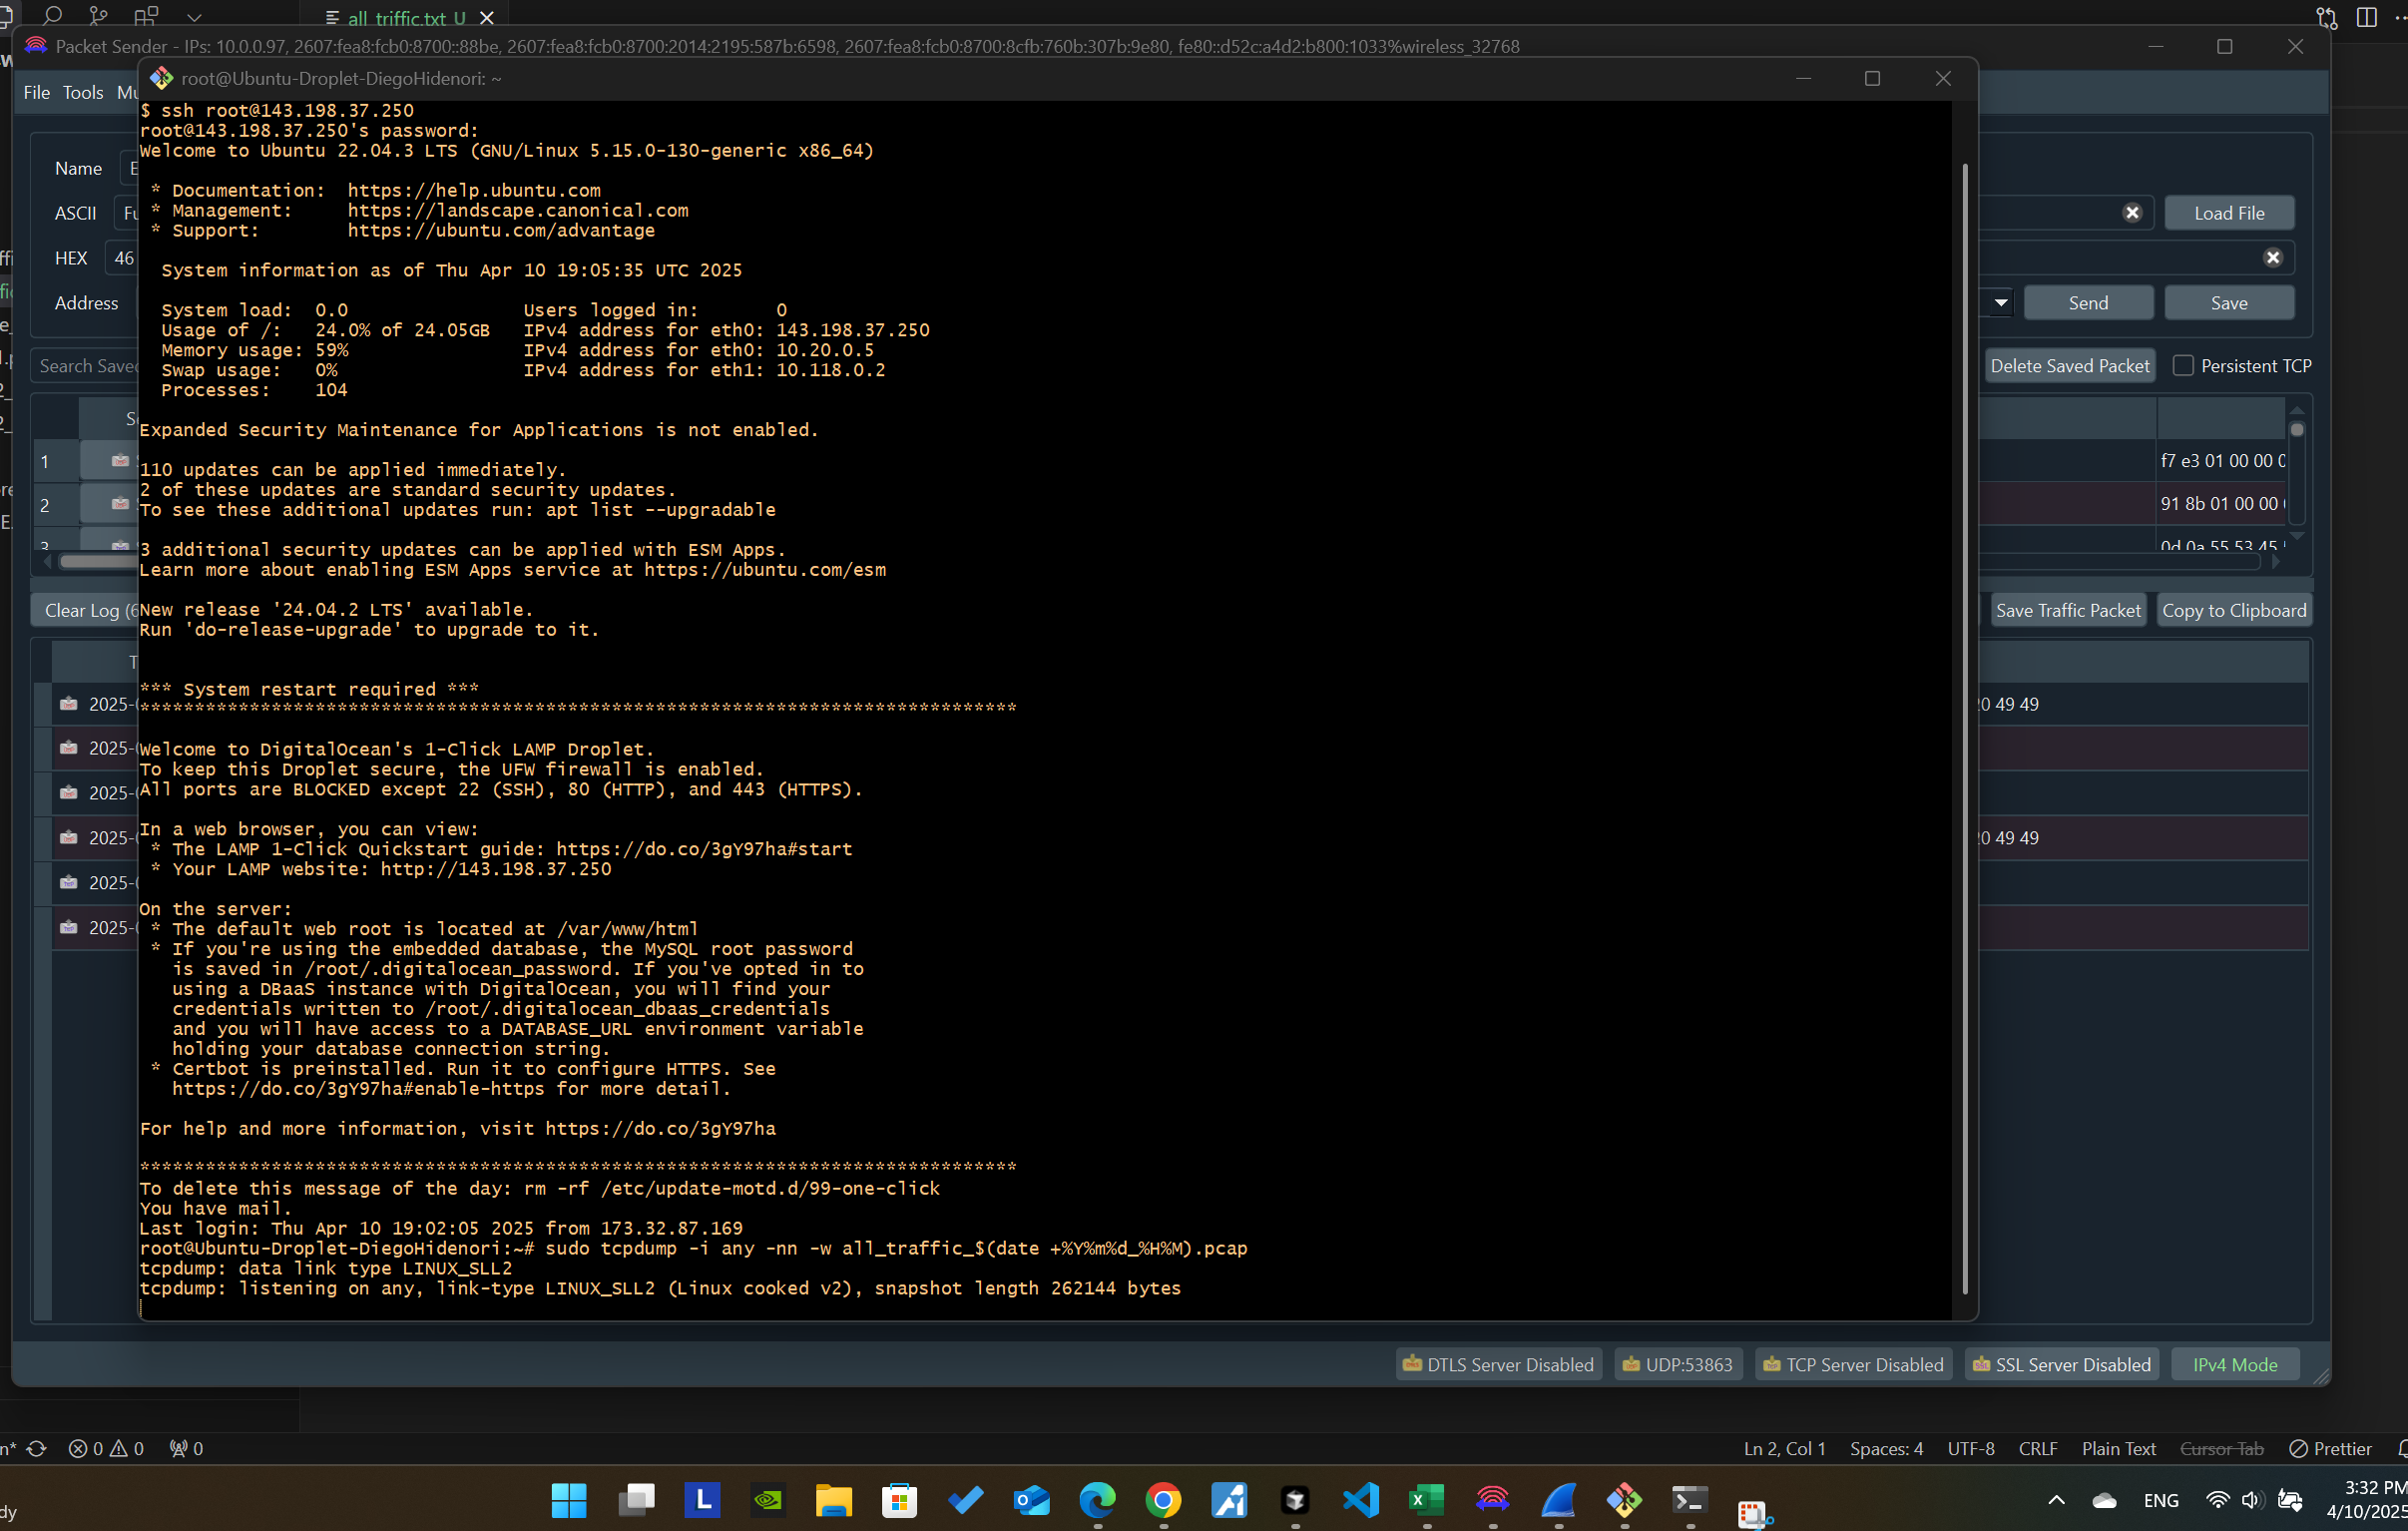 all_triffic.txt U
Packet Sender - IPs: 10.0.0.97, 2607:fea8:fcb0:8700::88be, 2607:fea8:fcb0:8700:2014:2195:587b:6598, 2607:fea8:fcb0:8700:8cfb:760b:307b:9e80, fe80::d52c:a4d2:b800:1033%wireless_32768
root@Ubuntu-Droplet-DiegoHidenori: ~
File Tools
Name
ASCII
HEX 46
Address
Load File
Send Save
Delete Saved Packet Persistent TCP
1
2
3
f7 e3 01 00 00
91 8b 01 00 00
0d 0a 55 53 45
Clear Log
Save Traffic Packet Copy to Clipboard
20 49 49
20 49 49
$ ssh root@143.198.37.250
root@143.198.37.250's password:
Welcome to Ubuntu 22.04.3 LTS (GNU/Linux 5.15.0-130-generic x86_64)
* Documentation: https://help.ubuntu.com
* Management: https://landscape.canonical.com
* Support: https://ubuntu.com/advantage
System information as of Thu Apr 10 19:05:35 UTC 2025
System load: 0.0 Users logged in: 0
Usage of /: 24.0% of 24.05GB IPv4 address for eth0: 143.198.37.250
Memory usage: 59% IPv4 address for eth0: 10.20.0.5
Swap usage: 0% IPv4 address for eth1: 10.118.0.2
Processes: 104
Expanded Security Maintenance for Applications is not enabled.
110 updates can be applied immediately.
2 of these updates are standard security updates.
To see these additional updates run: apt list --upgradable
3 additional security updates can be applied with ESM Apps.
Learn more about enabling ESM Apps service at https://ubuntu.com/esm
New release '24.04.2 LTS' available.
Run 'do-release-upgrade' to upgrade to it.
*** System restart required ***
********************************************************************************
Welcome to DigitalOcean's 1-Click LAMP Droplet.
To keep this Droplet secure, the UFW firewall is enabled.
All ports are BLOCKED except 22 (SSH), 80 (HTTP), and 443 (HTTPS).
In a web browser, you can view:
* The LAMP 1-Click Quickstart guide: https://do.co/3gY97ha#start
* Your LAMP website: http://143.198.37.250
On the server:
* The default web root is located at /var/www/html
* If you're using the embedded database, the MySQL root password
is saved in /root/.digitalocean_password. If you've opted in to
using a DBaaS instance with DigitalOcean, you will find your
credentials written to /root/.digitalocean_dbaas_credentials
and you will have access to a DATABASE_URL environment variable
holding your database connection string.
* Certbot is preinstalled. Run it to configure HTTPS. See
https://do.co/3gY97ha#enable-https for more detail.
For help and more information, visit https://do.co/3gY97ha
********************************************************************************
To delete this message of the day: rm -rf /etc/update-motd.d/99-one-click
You have mail.
Last login: Thu Apr 10 19:02:05 2025 from 173.32.87.169
root@Ubuntu-Droplet-DiegoHidenori:~# sudo tcpdump -i any -nn -w all_traffic_$(date +%Y%m%d_%H%M).pcap
tcpdump: data link type LINUX_SLL2
tcpdump: listening on any, link-type LINUX_SLL2 (Linux cooked v2), snapshot length 262144 bytes
DTLS Server Disabled UDP:53863 TCP Server Disabled SSL Server Disabled IPv4 Mode
0 0 0
Ln 2, Col 1 Spaces: 4 UTF-8 CRLF Plain Text Cursor Tab Prettier
ENG
3:32 PM
4/10/2025